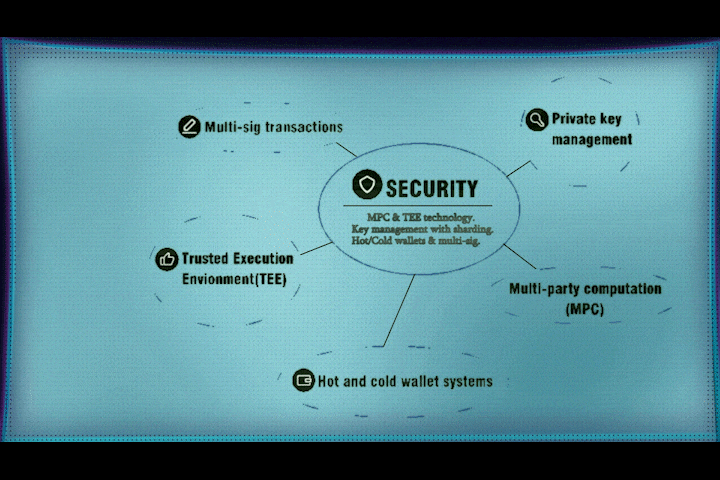 Multi-sig transactions
Private key
management
SECURITY
MPC & TEE technology.
Key management with sharding.
Hot/Cold wallets & multi-sig.
Trusted Execution
Envionment(TEE)
Multi-party computation
(MPC)
Hot and cold wallet systems